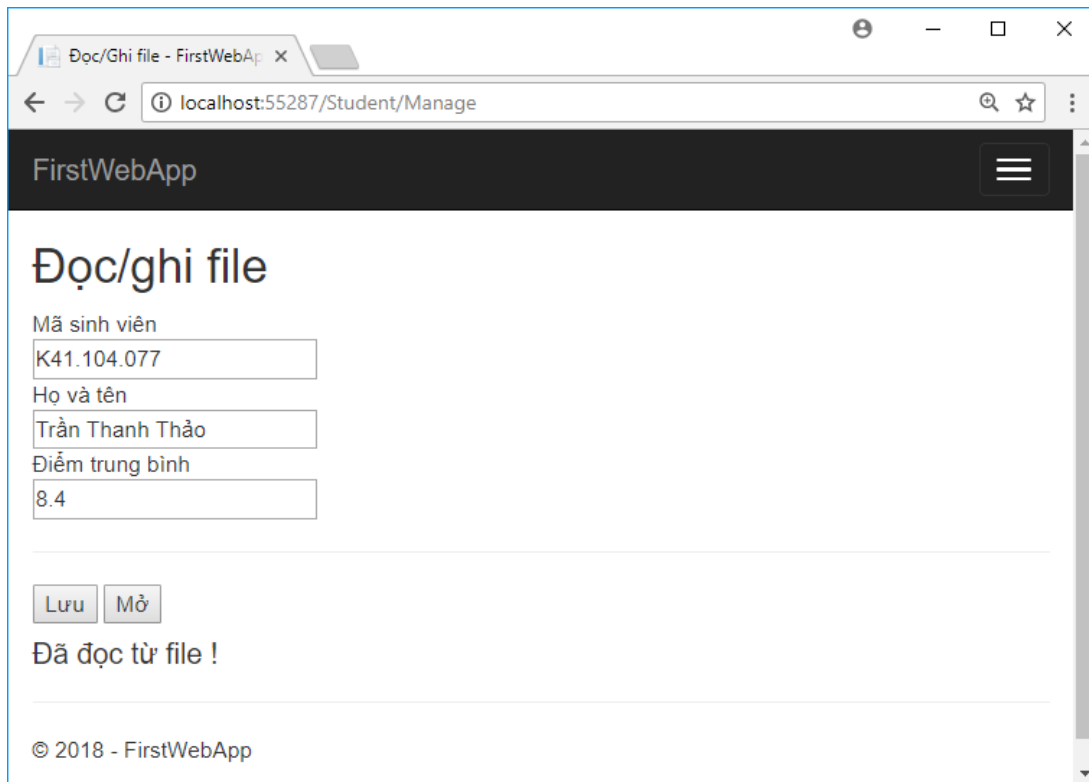 Đọc/Ghi file - FirstWebAp
localhost:55287/Student/Manage
FirstWebApp
Đọc/ghi file
Mã sinh viên
K41.104.077
Họ và tên
Trần Thanh Thảo
Điểm trung bình
8.4
Lưu Mở
Đã đọc từ file !
© 2018 - FirstWebApp